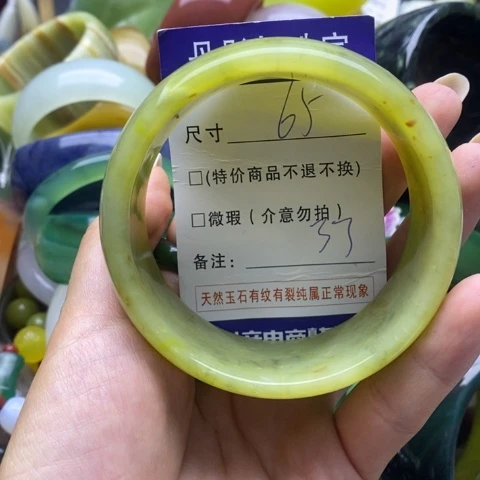 尺寸 65
□(特价商品不退不换)
□微瑕（介意勿拍）
37
备注：
天然玉石有纹有裂纯属正常现象